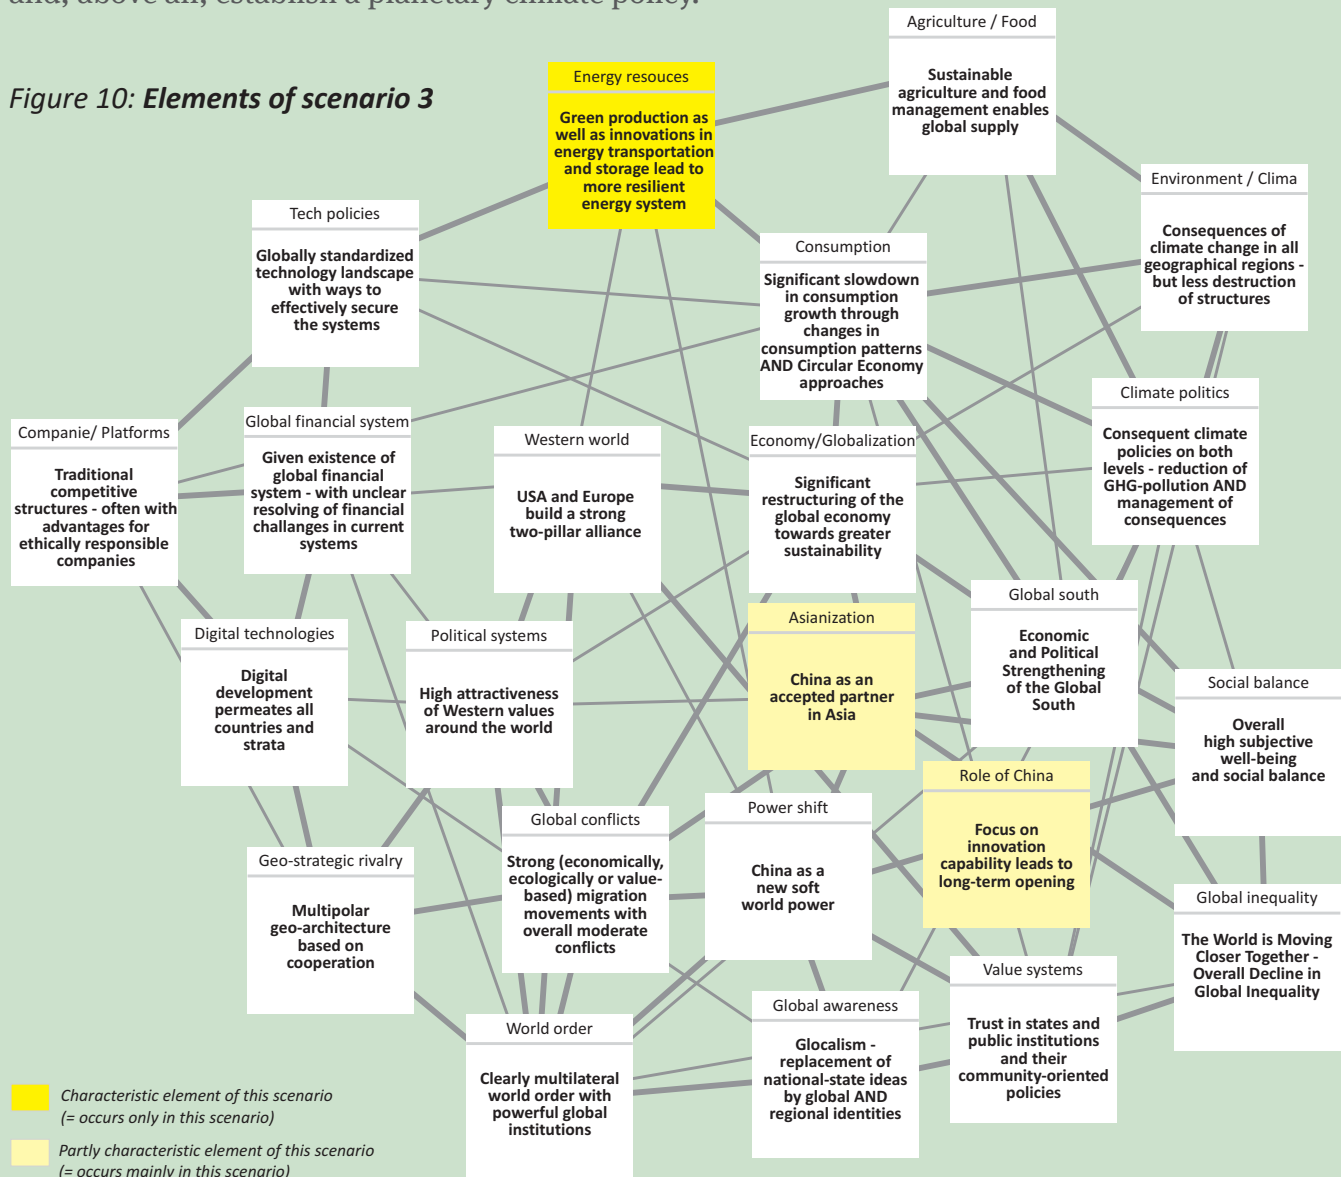 and, above all, establish a planetary climate policy.
Figure 10: Elements of scenario 3
Agriculture / Food
Sustainable
agriculture and food
management enables
global supply
Energy resouces
Green production as
well as innovations in
energy transportation
and storage lead to
more resilient
energy system
Environment / Clima
Consequences of
climate change in all
geographical regions -
but less destruction
of structures
Tech policies
Globally standardized
technology landscape
with ways to
effectively secure
the systems
Consumption
Significant slowdown
in consumption
growth through
changes in
consumption patterns
AND Circular Economy
approaches
Climate politics
Consequent climate
policies on both
levels - reduction of
GHG-pollution AND
management of
consequences
Companie/ Platforms
Traditional
competitive
structures - often with
advantages for
ethically responsible
companies
Global financial system
Given existence of
global financial
system - with unclear
resolving of financial
challanges in current
systems
Western world
USA and Europe
build a strong
two-pillar alliance
Economy/Globalization
Significant
restructuring of the
global economy
towards greater
sustainability
Global south
Economic
and Political
Strengthening
of the Global
South
Asianization
China as an
accepted partner
in Asia
Digital technologies
Digital
development
permeates all
countries and
strata
Political systems
High attractiveness
of Western values
around the world
Social balance
Overall
high subjective
well-being
and social balance
Role of China
Focus on
innovation
capability leads to
long-term opening
Power shift
China as a
new soft
world power
Global conflicts
Strong (economically,
ecologically or value-
based) migration
movements with
overall moderate
conflicts
Geo-strategic rivalry
Multipolar
geo-architecture
based on
cooperation
Global inequality
The World is Moving
Closer Together -
Overall Decline in
Global Inequality
Value systems
Trust in states and
public institutions
and their
community-oriented
policies
Global awareness
Glocalism -
replacement of
national-state ideas
by global AND
regional identities
World order
Clearly multilateral
world order with
powerful global
institutions
Characteristic element of this scenario
(= occurs only in this scenario)
Partly characteristic element of this scenario
(= occurs mainly in this scenario)